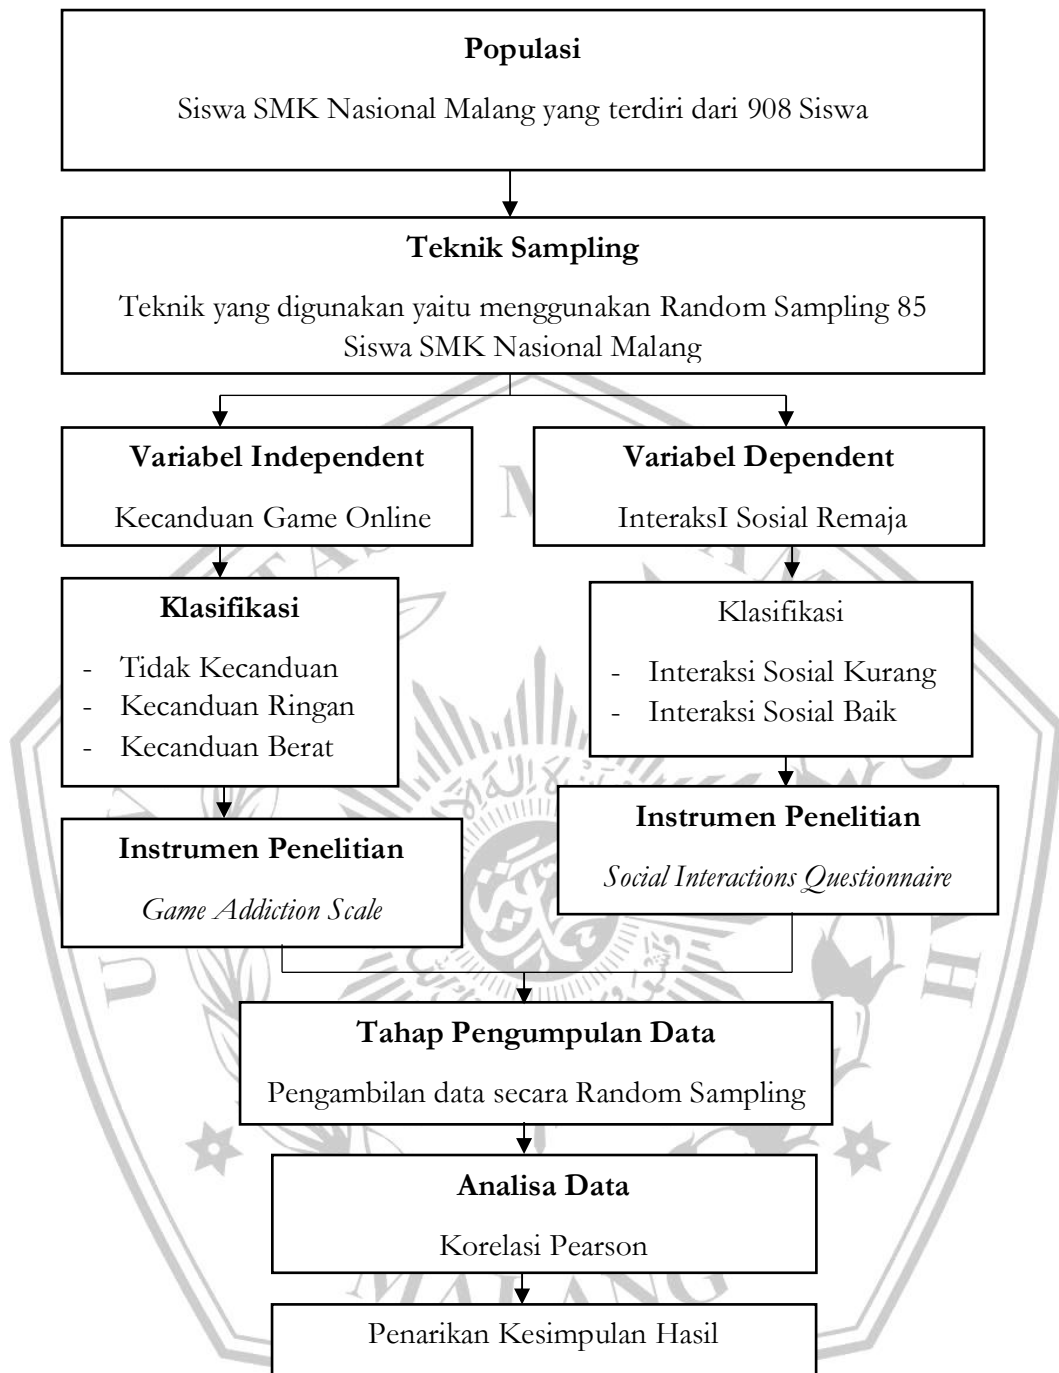 Populasi
Siswa SMK Nasional Malang yang terdiri dari 908 Siswa
Teknik Sampling
Teknik yang digunakan yaitu menggunakan Random Sampling 85
Siswa SMK Nasional Malang
Variabel Independent
Kecanduan Game Online
Variabel Dependent
InteraksI Sosial Remaja
Klasifikasi
- Tidak Kecanduan
- Kecanduan Ringan
- Kecanduan Berat
Klasifikasi
- Interaksi Sosial Kurang
- Interaksi Sosial Baik
Instrumen Penelitian
Game Addiction Scale
Instrumen Penelitian
Social Interactions Questionnaire
Tahap Pengumpulan Data
Pengambilan data secara Random Sampling
Analisa Data
Korelasi Pearson
Penarikan Kesimpulan Hasil
MALANG